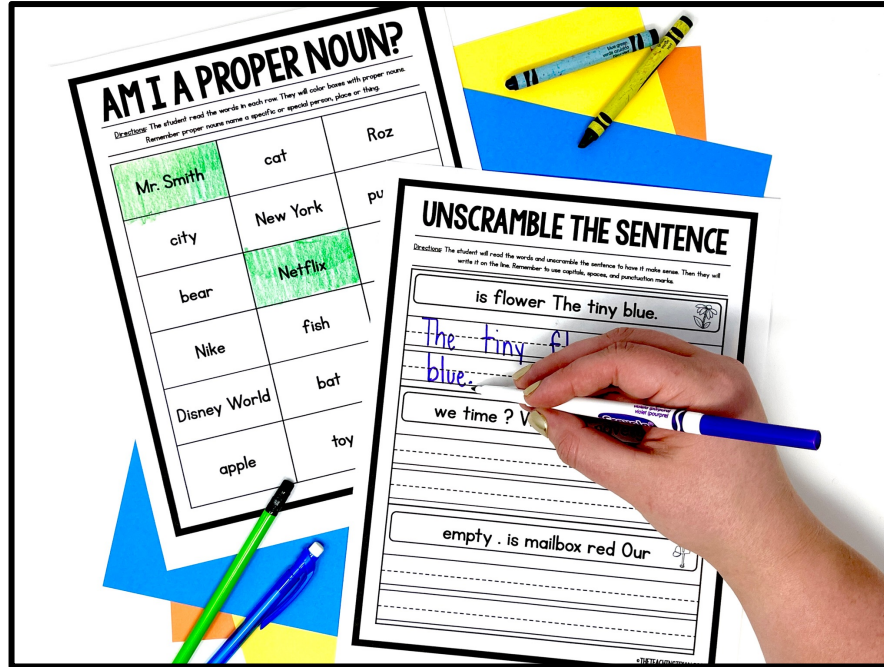 AM I A PROPER NOUN?
Directions: The student read the words in each row. They will color boxes with proper nouns.
Remember proper nouns name a specific or special person, place or thing.
Mr. Smith cat Roz
city New York
bear Netflix
Nike fish
Disney World bat
apple toy
UNSCRAMBLE THE SENTENCE
Directions: The student will read the words and unscramble the sentence to have it make sense. Then they will
write it on the line. Remember to use capitals, spaces, and punctuation marks.
is flower The tiny blue.
The tiny
blue.
we time ?
empty . is mailbox red Our